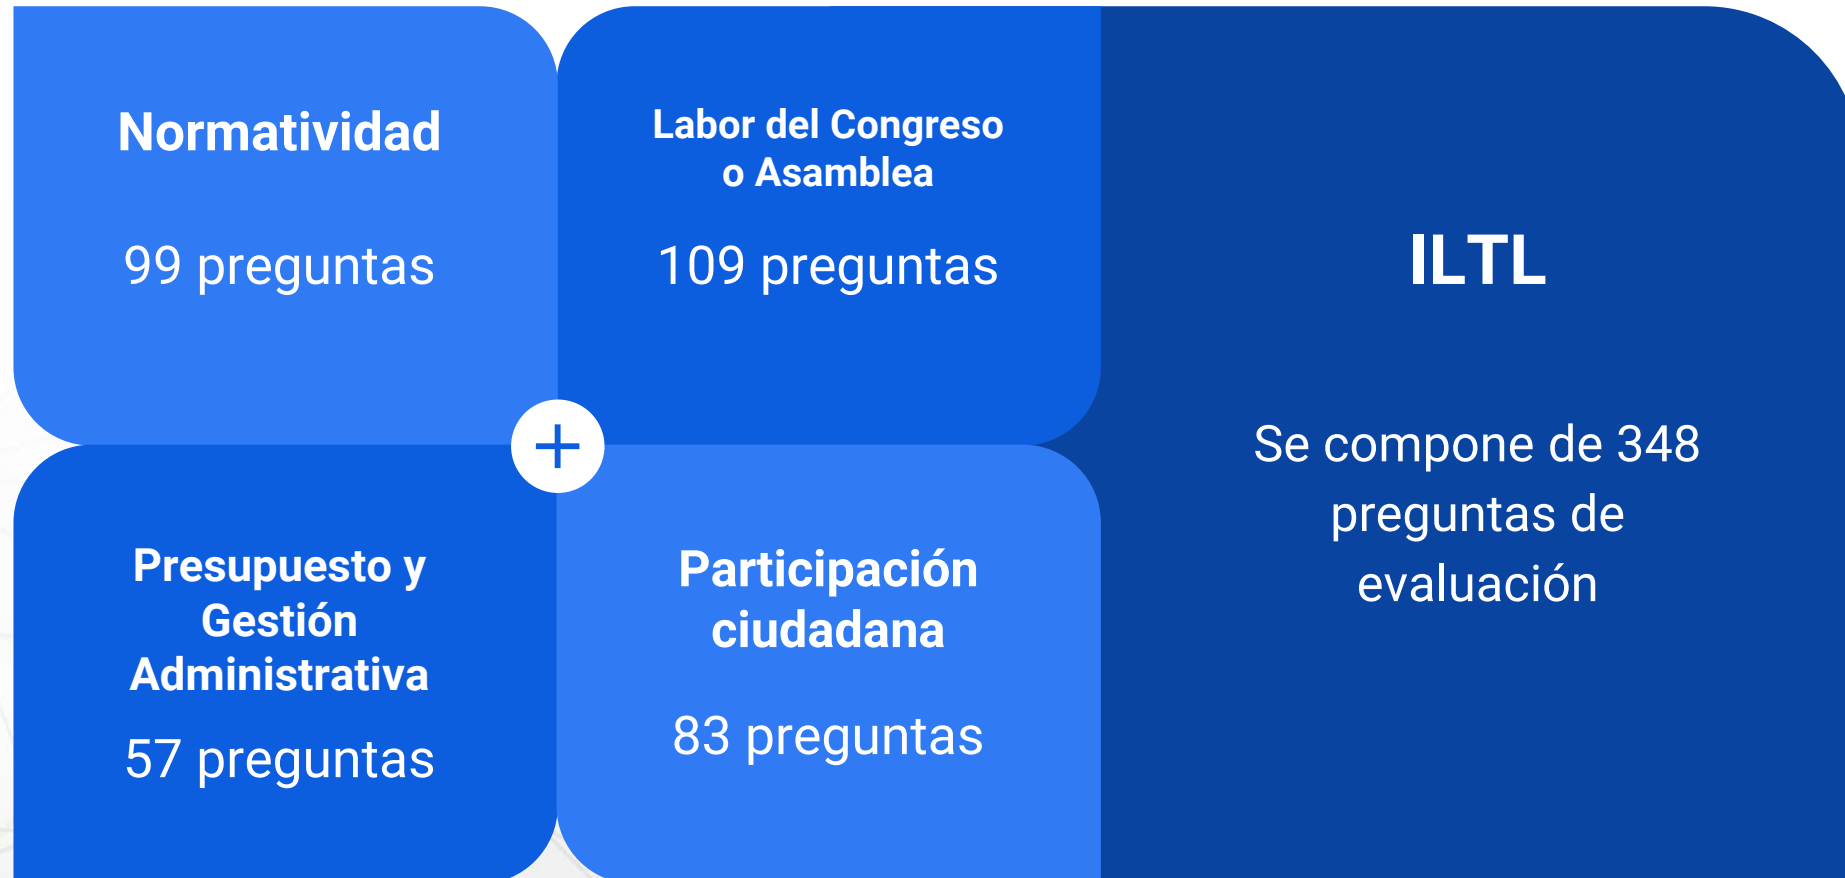 Normatividad
99 preguntas
Labor del Congreso
o Asamblea
109 preguntas
Presupuesto y
Gestión
Administrativa
57 preguntas
Participación
ciudadana
83 preguntas
ILTL
Se compone de 348
preguntas de
evaluación